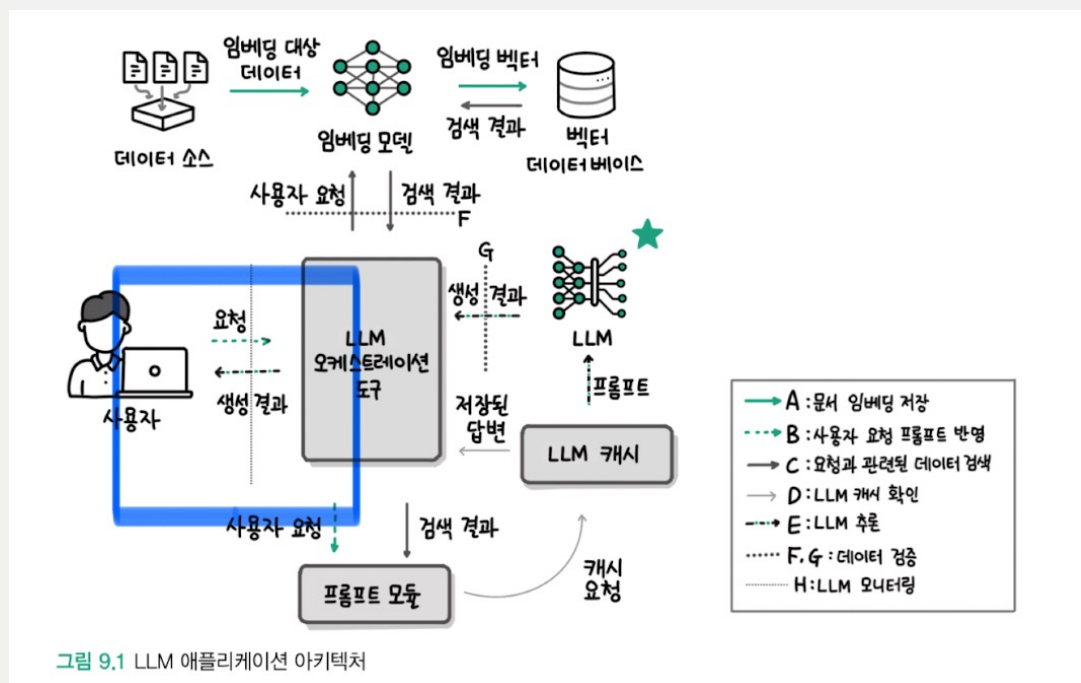 임베딩 대상
데이터
임베딩 벡터
검색 결과
데이터 소스
임베딩 모델
벡터
데이터베이스
사용자 요청
검색 결과
F
G
요청
생성 결과
사용자
LLM
오케스트레이션
도구
생성 결과
LLM
프롬프트
저장된
답변
LLM 캐시
사용자 요청
검색 결과
프롬프트 모듈
캐시
요청
A : 문서 임베딩 저장
B : 사용자 요청 프롬프트 반영
C : 요청과 관련된 데이터 검색
D : LLM 캐시 확인
E : LLM 추론
F, G : 데이터 검증
H : LLM 모니터링
그림 9.1 LLM 애플리케이션 아키텍처